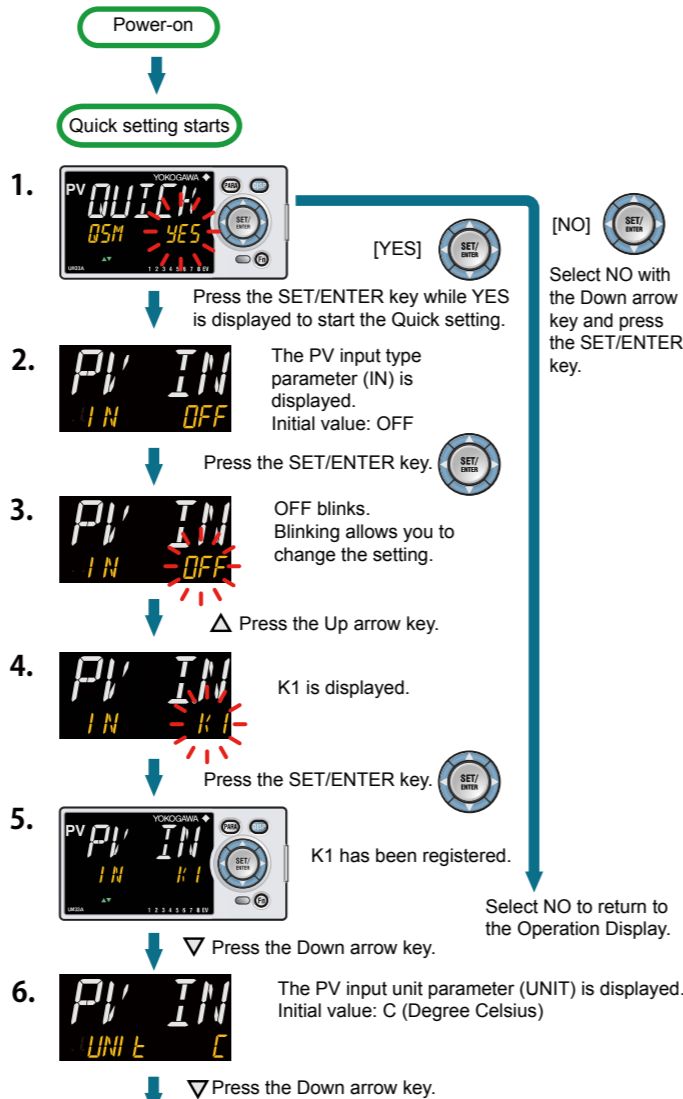 Power-on
Quick setting starts
1.
YOKOGAWA
PV
QUICK
QSM YES
UM33A
1 2 3 4 5 6 7 8 EV
PARA
DISP
SET/
ENTER
Fn
[YES]
SET/
ENTER
[NO]
SET/
ENTER
Select NO with
the Down arrow
key and press
the SET/ENTER
key.
Press the SET/ENTER key while YES
is displayed to start the Quick setting.
2.
PV IN
IN OFF
The PV input type
parameter (IN) is
displayed.
Initial value: OFF
Press the SET/ENTER key.
SET/
ENTER
3.
PV IN
IN OFF
OFF blinks.
Blinking allows you to
change the setting.
△ Press the Up arrow key.
4.
PV IN
IN K1
K1 is displayed.
Press the SET/ENTER key.
SET/
ENTER
5.
YOKOGAWA
PV
PV IN
IN K1
UM33A
1 2 3 4 5 6 7 8 EV
PARA
DISP
SET/
ENTER
Fn
K1 has been registered.
Select NO to return to
the Operation Display.
▽ Press the Down arrow key.
6.
PV IN
UNIt C
The PV input unit parameter (UNIT) is displayed.
Initial value: C (Degree Celsius)
▽ Press the Down arrow key.